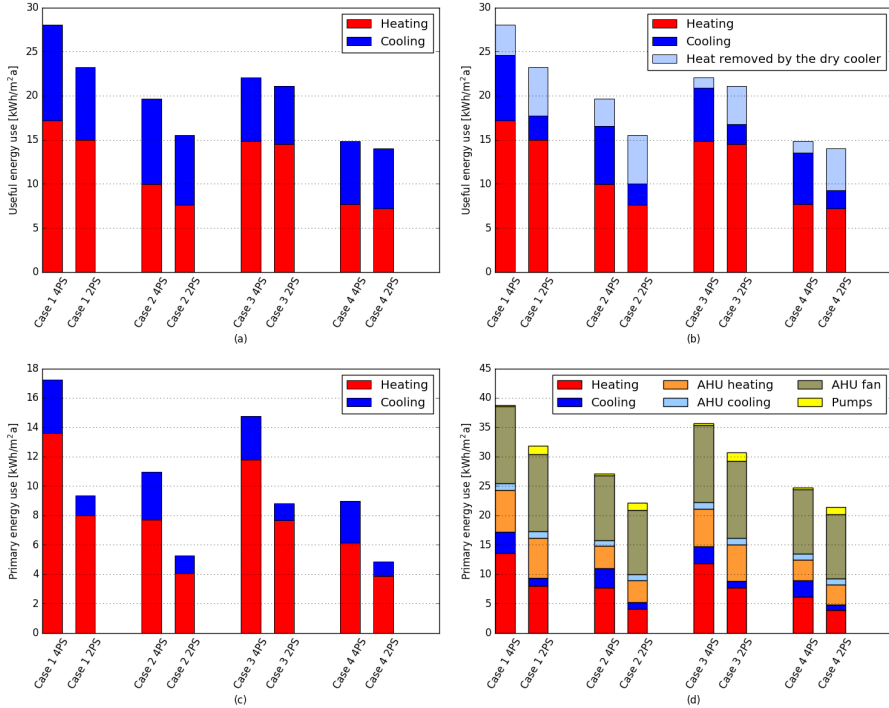 30
25
20
15
10
5
0
Useful energy use [kWh/m²a]
Heating
Cooling
Case 1 4PS
Case 1 2PS
Case 2 4PS
Case 2 2PS
Case 3 4PS
Case 3 2PS
Case 4 4PS
Case 4 2PS
(a)
30
25
20
15
10
5
0
Useful energy use [kWh/m²a]
Heating
Cooling
Heat removed by the dry cooler
Case 1 4PS
Case 1 2PS
Case 2 4PS
Case 2 2PS
Case 3 4PS
Case 3 2PS
Case 4 4PS
Case 4 2PS
(b)
18
16
14
12
10
8
6
4
2
0
Primary energy use [kWh/m²a]
Heating
Cooling
Case 1 4PS
Case 1 2PS
Case 2 4PS
Case 2 2PS
Case 3 4PS
Case 3 2PS
Case 4 4PS
Case 4 2PS
(c)
45
40
35
30
25
20
15
10
5
0
Primary energy use [kWh/m²a]
Heating
Cooling
AHU heating
AHU cooling
AHU fan
Pumps
Case 1 4PS
Case 1 2PS
Case 2 4PS
Case 2 2PS
Case 3 4PS
Case 3 2PS
Case 4 4PS
Case 4 2PS
(d)